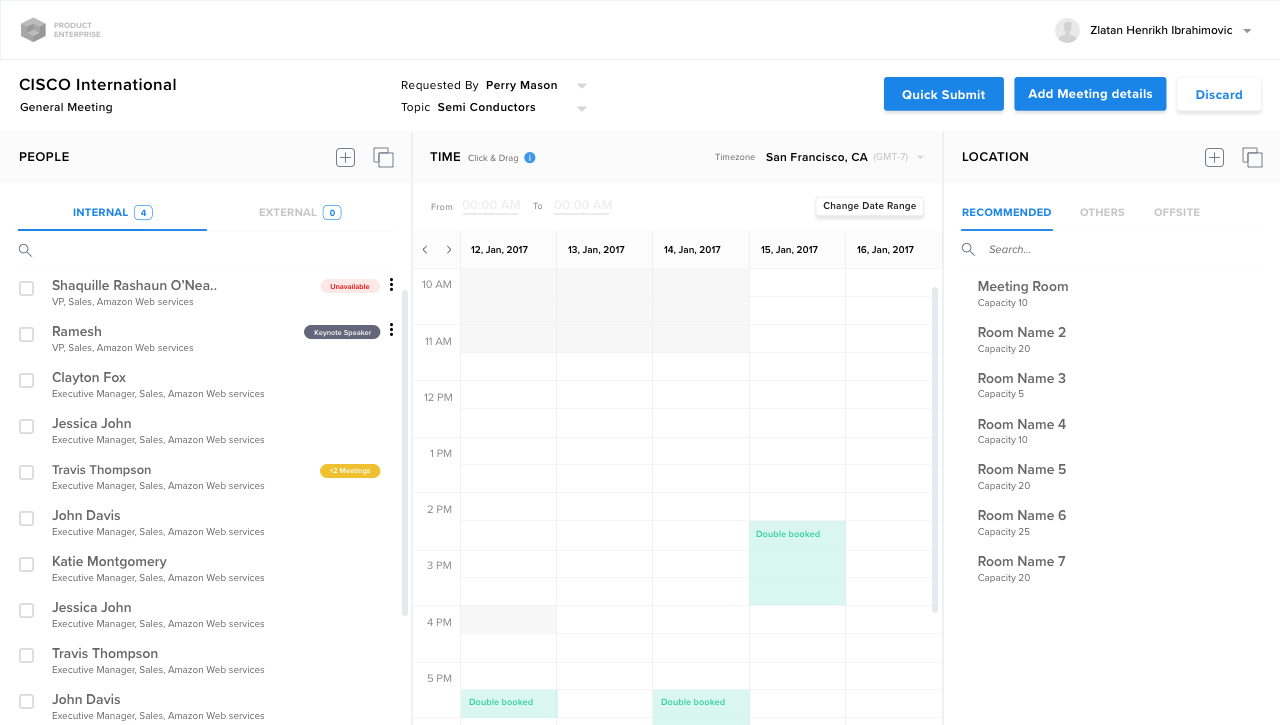 PRODUCT
ENTERPRISE
Zlatan Henrikh Ibrahimovic
CISCO International
General Meeting
Requested By Perry Mason
Topic Semi Conductors
Quick Submit
Add Meeting details
Discard
PEOPLE
INTERNAL 4
EXTERNAL 0
Shaquille Rashaun O’Nea..
Unavailable
VP, Sales, Amazon Web services
Ramesh
Keynote Speaker
VP, Sales, Amazon Web services
Clayton Fox
Executive Manager, Sales, Amazon Web services
Jessica John
Executive Manager, Sales, Amazon Web services
Travis Thompson
+2 Meetings
Executive Manager, Sales, Amazon Web services
John Davis
Executive Manager, Sales, Amazon Web services
Katie Montgomery
Executive Manager, Sales, Amazon Web services
Jessica John
Executive Manager, Sales, Amazon Web services
Travis Thompson
Executive Manager, Sales, Amazon Web services
John Davis
Executive Manager, Sales, Amazon Web services
TIME Click & Drag i
Timezone San Francisco, CA (GMT-7)
From 00:00 AM To 00:00 AM
Change Date Range
12, Jan, 2017
13, Jan, 2017
14, Jan, 2017
15, Jan, 2017
16, Jan, 2017
10 AM
11 AM
12 PM
1 PM
2 PM
Double booked
3 PM
4 PM
5 PM
Double booked
Double booked
LOCATION
RECOMMENDED
OTHERS
OFFSITE
Search...
Meeting Room
Capacity 10
Room Name 2
Capacity 20
Room Name 3
Capacity 5
Room Name 4
Capacity 10
Room Name 5
Capacity 20
Room Name 6
Capacity 25
Room Name 7
Capacity 20